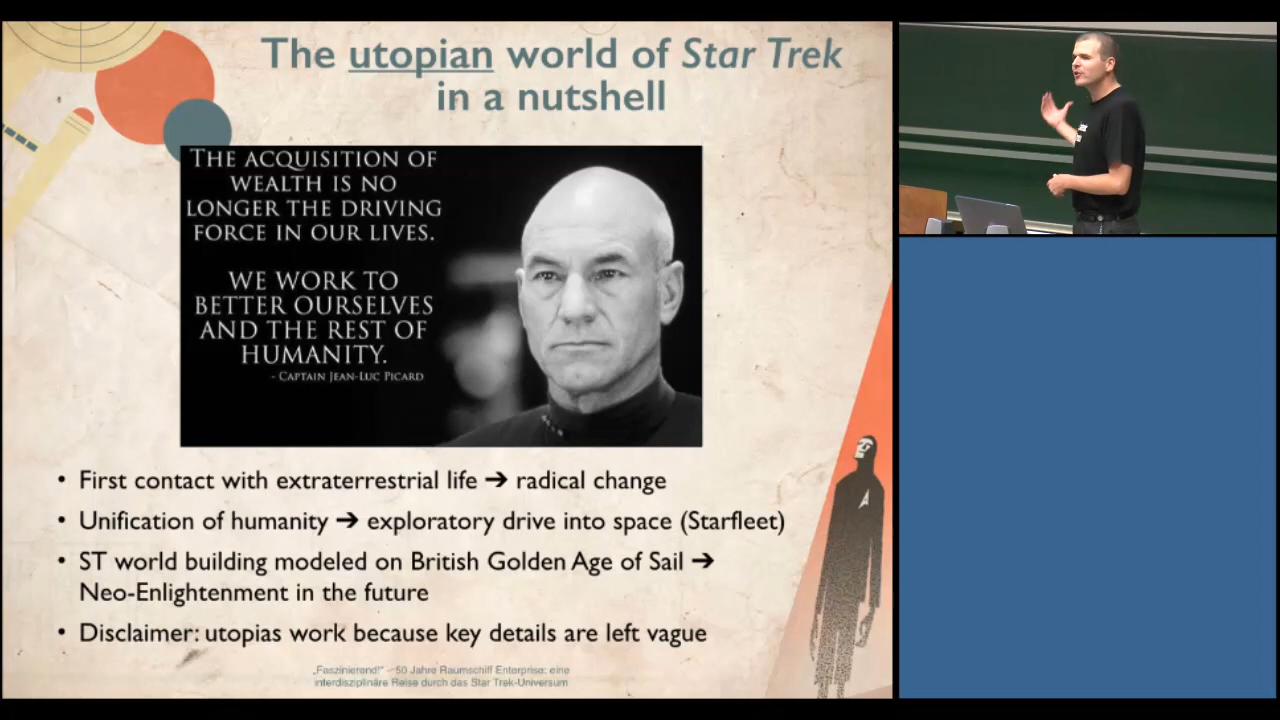 The utopian world of Star Trek
in a nutshell
THE ACQUISITION OF
WEALTH IS NO
LONGER THE DRIVING
FORCE IN OUR LIVES.
WE WORK TO
BETTER OURSELVES
AND THE REST OF
HUMANITY.
- CAPTAIN JEAN-LUC PICARD
• First contact with extraterrestrial life ➔ radical change
• Unification of humanity ➔ exploratory drive into space (Starfleet)
• ST world building modeled on British Golden Age of Sail ➔
Neo-Enlightenment in the future
• Disclaimer: utopias work because key details are left vague
„Faszinierend!“ – 50 Jahre Raumschiff Enterprise: eine
interdisziplinäre Reise durch das Star Trek-Universum